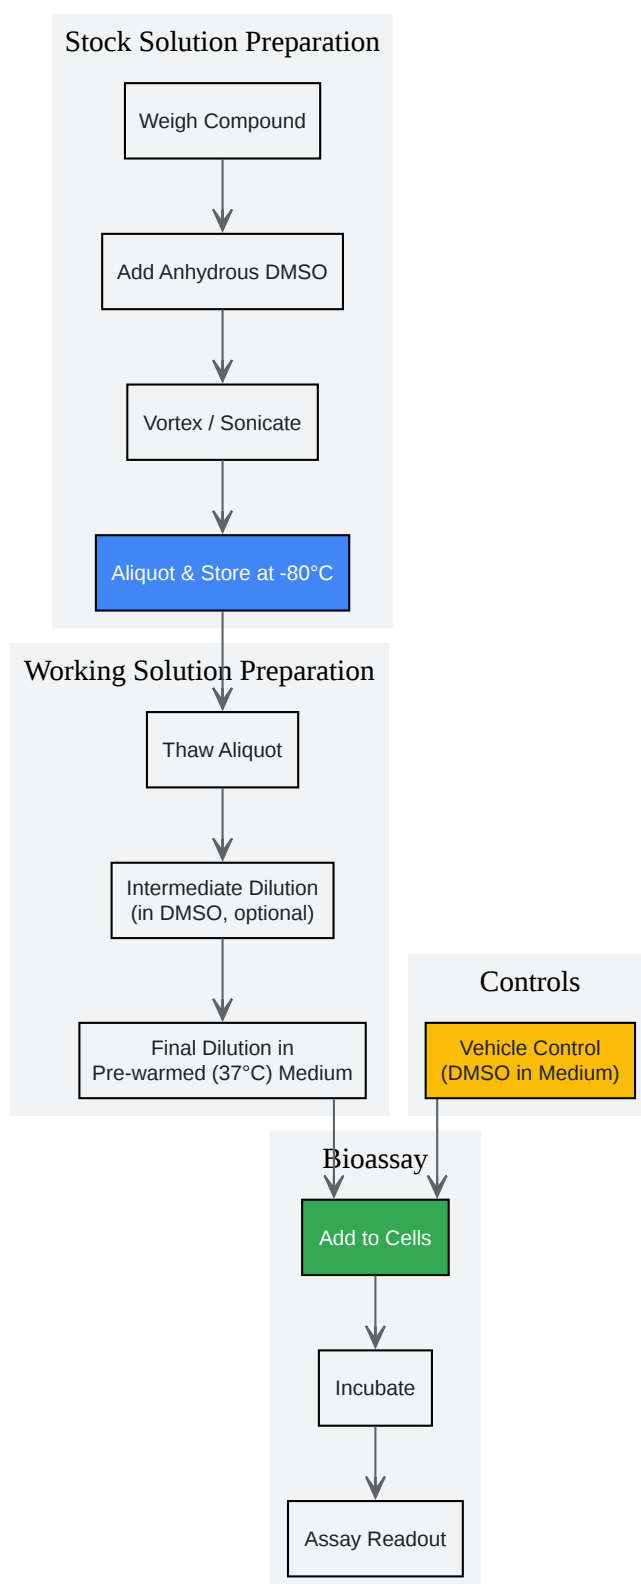 Stock Solution Preparation
Weigh Compound
Add Anhydrous DMSO
Vortex / Sonicate
Aliquot & Store at -80°C
Working Solution Preparation
Thaw Aliquot
Intermediate Dilution
(in DMSO, optional)
Final Dilution in
Pre-warmed (37°C) Medium
Controls
Vehicle Control
(DMSO in Medium)
Bioassay
Add to Cells
Incubate
Assay Readout